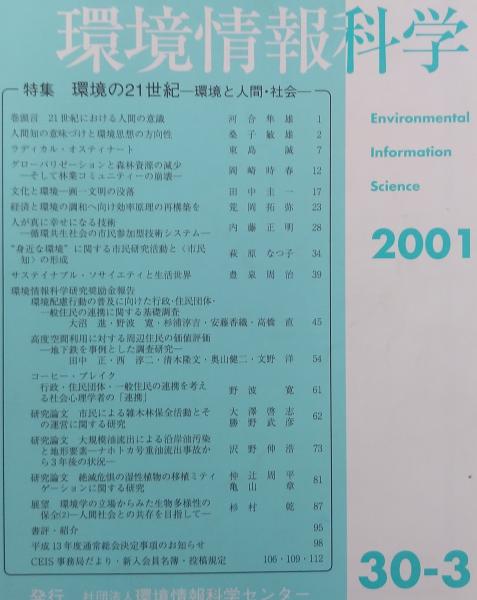 環境情報科学
Environmental
Information
Science
2001
特集 環境の21世紀―環境と人間・社会―
巻頭言 21世紀における人間の意識 河合隼雄 1
人間知の意味づけと環境思想の方向性 桑子敏雄 2
ラディカル・オスティナート 東島誠 7
グローバリゼーションと森林資源の減少
―そして林業コミュニティーの崩壊― 岡崎時春 12
文化と環境―画一文明の没落 田中圭一 17
経済と環境の調和へ向け効率原理の再構築を 荒岡拓弥 23
人が真に幸せになる技術
―循環共生社会の市民参加型技術システム― 内藤正明 28
“身近な環境”に関する市民研究活動と〈市民
知〉の形成 萩原なつ子 34
サステイナブル・ソサイエティと生活世界 豊泉周治 39
環境情報科学研究奨励金報告
環境配慮行動の普及に向けた行政・住民団体・
一般住民の連携に関する基礎調査
大沼進・野波寛・杉浦淳吉・安藤香織・高橋直 45
高度空間利用に対する周辺住民の価値評価
―地下鉄を事例とした調査研究―
田中正・西淳二・清木隆文・奥山健二・文野洋 54
コーヒー・ブレイク
行政・住民団体・一般住民の連携を考え
る社会心理学者の「連携」 野波寛 61
研究論文 市民による雑木林保全活動とそ
の運営に関する研究 大澤啓志 勝野武彦 62
研究論文 大規模油流出による沿岸油汚染
と地形要素―ナホトカ号重油流出事故か
ら3年後の状況― 沢野伸浩 73
研究論文 絶滅危惧の湿性植物の移植ミティ
ゲーションに関する研究 仲辻周平 亀山章 81
展望 環境学の立場からみた生物多様性の
保全(2)―人間社会との共存を目指して― 杉村乾 87
書評・紹介 95
平成13年度通常総会決定事項のお知らせ 98
CEIS事務局だより・新入会員名簿・投稿規定 106・109・112
30-3
発行 社団法人環境情報科学センター